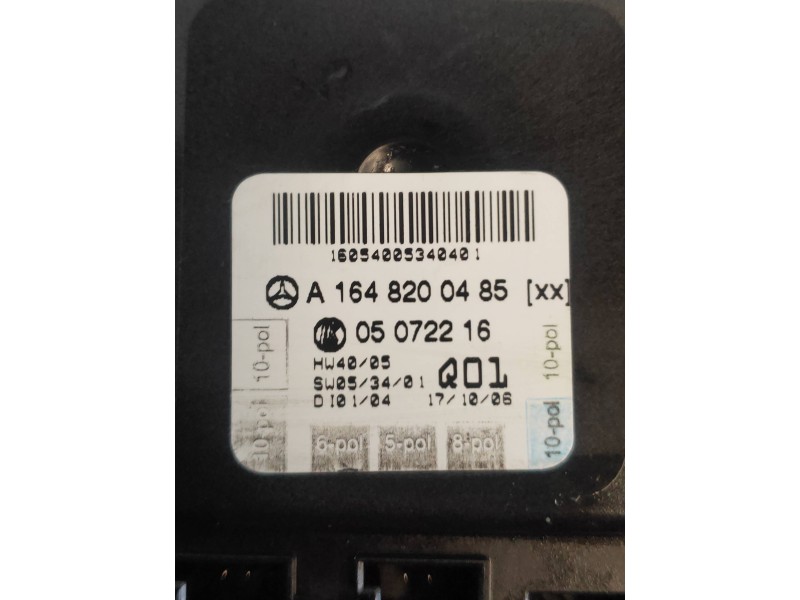 1605400534040 1
A 164 820 04 85 [xx]
05 0722 16
HW40/05
SW05/34/01 Q01
DI01/04 17/10/06
10-pol
10-pol
10-pol
10-pol
6-pol 5-pol 8-pol